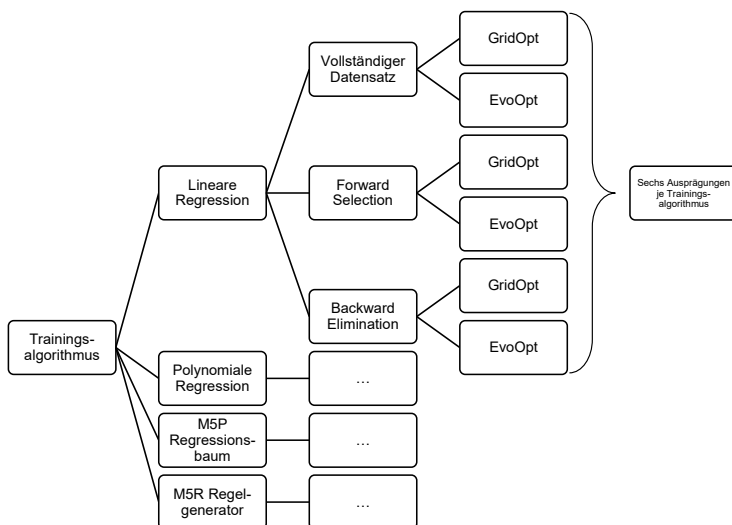 GridOpt
Vollständiger
Datensatz
EvoOpt
GridOpt
Lineare
Regression
Forward
Selection
Sechs Ausprägungen
je Trainings-
algorithmus
EvoOpt
GridOpt
Backward
Elimination
EvoOpt
Trainings-
algorithmus
Polynomiale
Regression
…
M5P
Regressions-
baum
…
M5R Regel-
generator
…